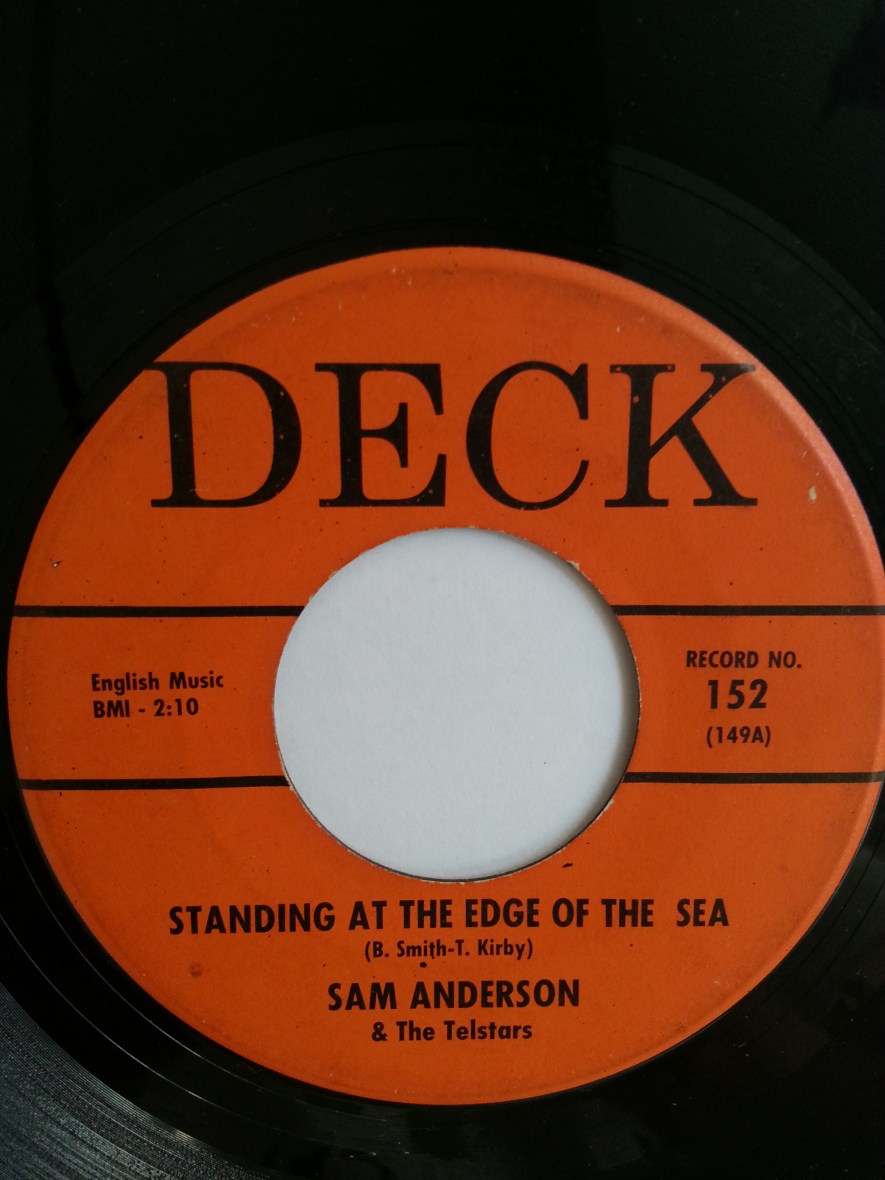 DECK
English Music
BMI - 2:10
RECORD NO.
152
(149A)
STANDING AT THE EDGE OF THE SEA
(B. Smith-T. Kirby)
SAM ANDERSON
& The Telstars